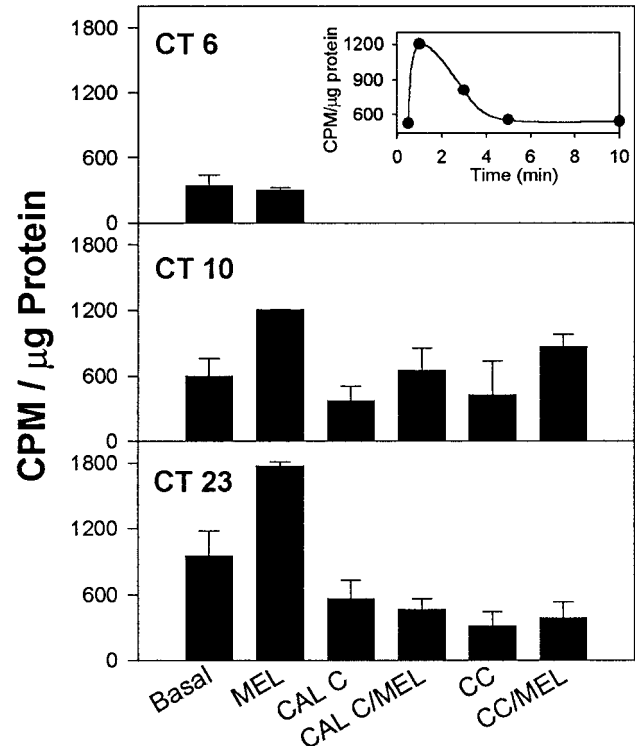 CPM / μg Protein
CT 6
1800
1200
600
0
CPM/μg protein
1200
900
600
0 2 4 6 8 10
Time (min)
CT 10
1800
1200
600
0
CT 23
1800
1200
600
0
Basal
MEL
CAL C
CAL C/MEL
CC
CC/MEL